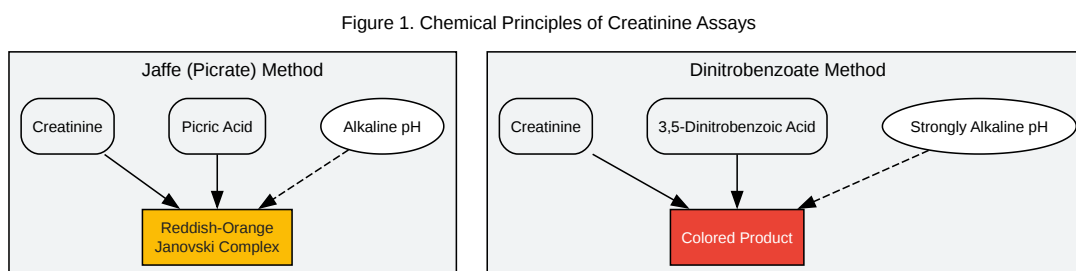 Figure 1. Chemical Principles of Creatinine Assays
Jaffe (Picrate) Method
Creatinine
Picric Acid
Alkaline pH
Reddish-Orange
Janovski Complex
Dinitrobenzoate Method
Creatinine
3,5-Dinitrobenzoic Acid
Strongly Alkaline pH
Colored Product